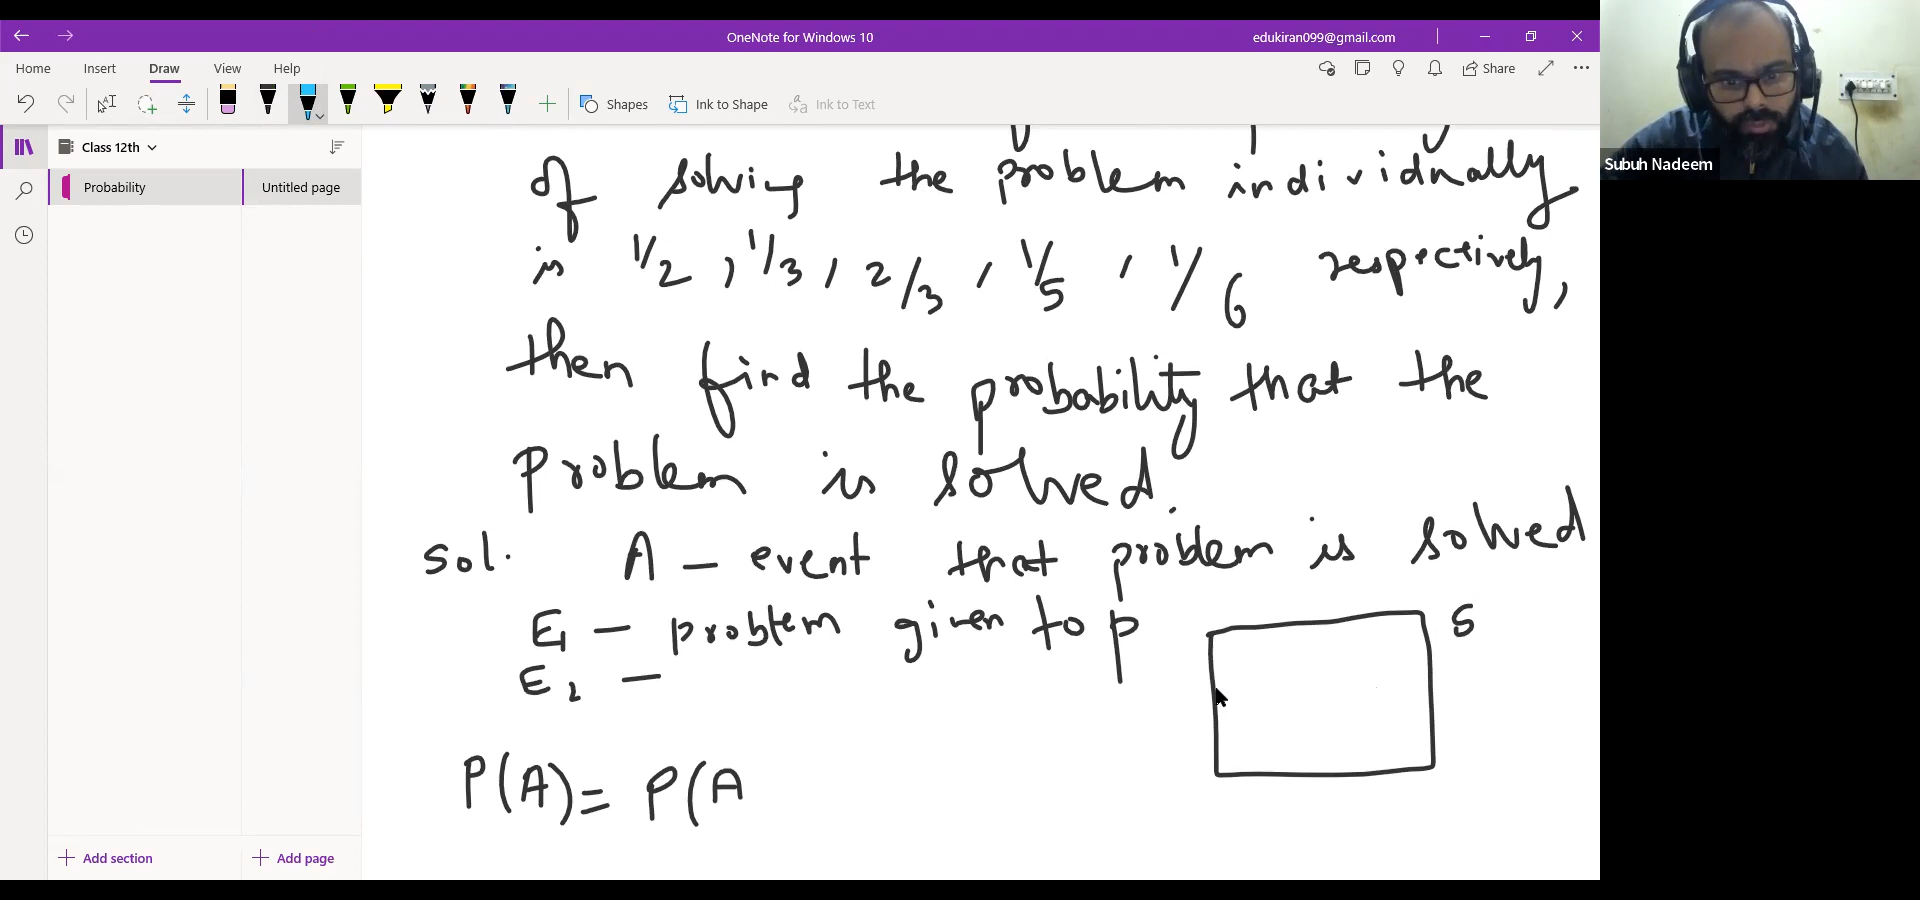 OneNote for Windows 10
edukiran099@gmail.com
Home Insert Draw View Help
Share
Shapes
Ink to Shape
Ink to Text
Class 12th
Probability
Untitled page
Add section
Add page
Subuh Nadeem
of solving the problem individually
is 1/2 , 1/3 , 2/3 , 1/5 , 1/6 respectively,
then find the probability that the
problem is solved.
Sol. A – event that problem is solved
E1 – problem given to P
E2 –
S
P(A) = P(A